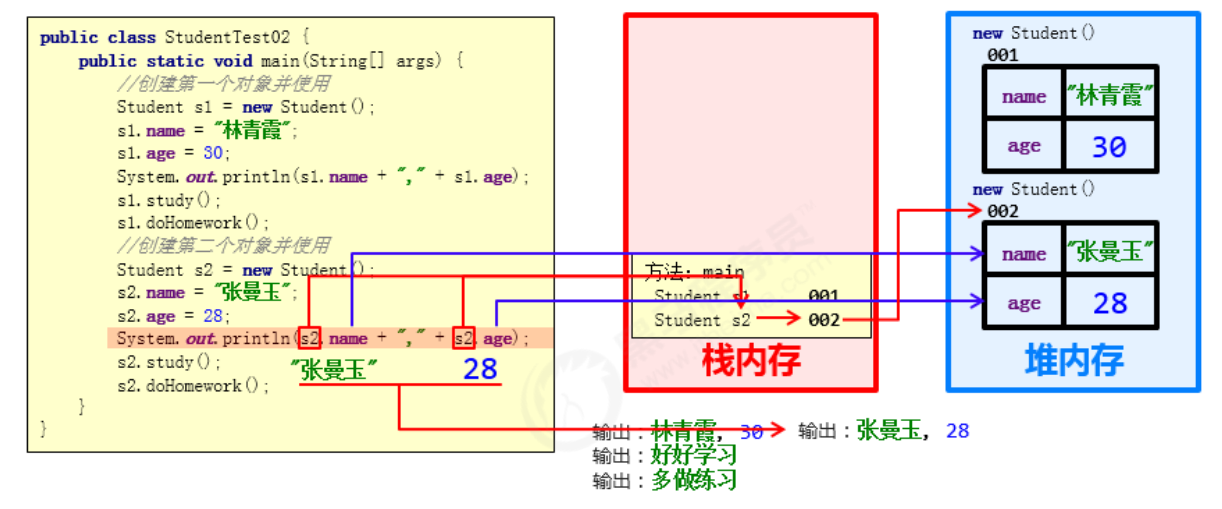 public class StudentTest02 {
public static void main(String[] args) {
//创建第一个对象并使用
Student s1 = new Student();
s1.name = "林青霞";
s1.age = 30;
System.out.println(s1.name + "," + s1.age);
s1.study();
s1.doHomework();
//创建第二个对象并使用
Student s2 = new Student();
s2.name = "张曼玉";
s2.age = 28;
System.out.println(s2.name + "," + s2.age);
s2.study();
"张曼玉" 28
s2.doHomework();
}
}
方法: main
Student s1 001
Student s2 002
栈内存
new Student()
001
name "林青霞"
age 30
new Student()
002
name "张曼玉"
age 28
堆内存
输出：林青霞, 30 输出：张曼玉, 28
输出：好好学习
输出：多做练习